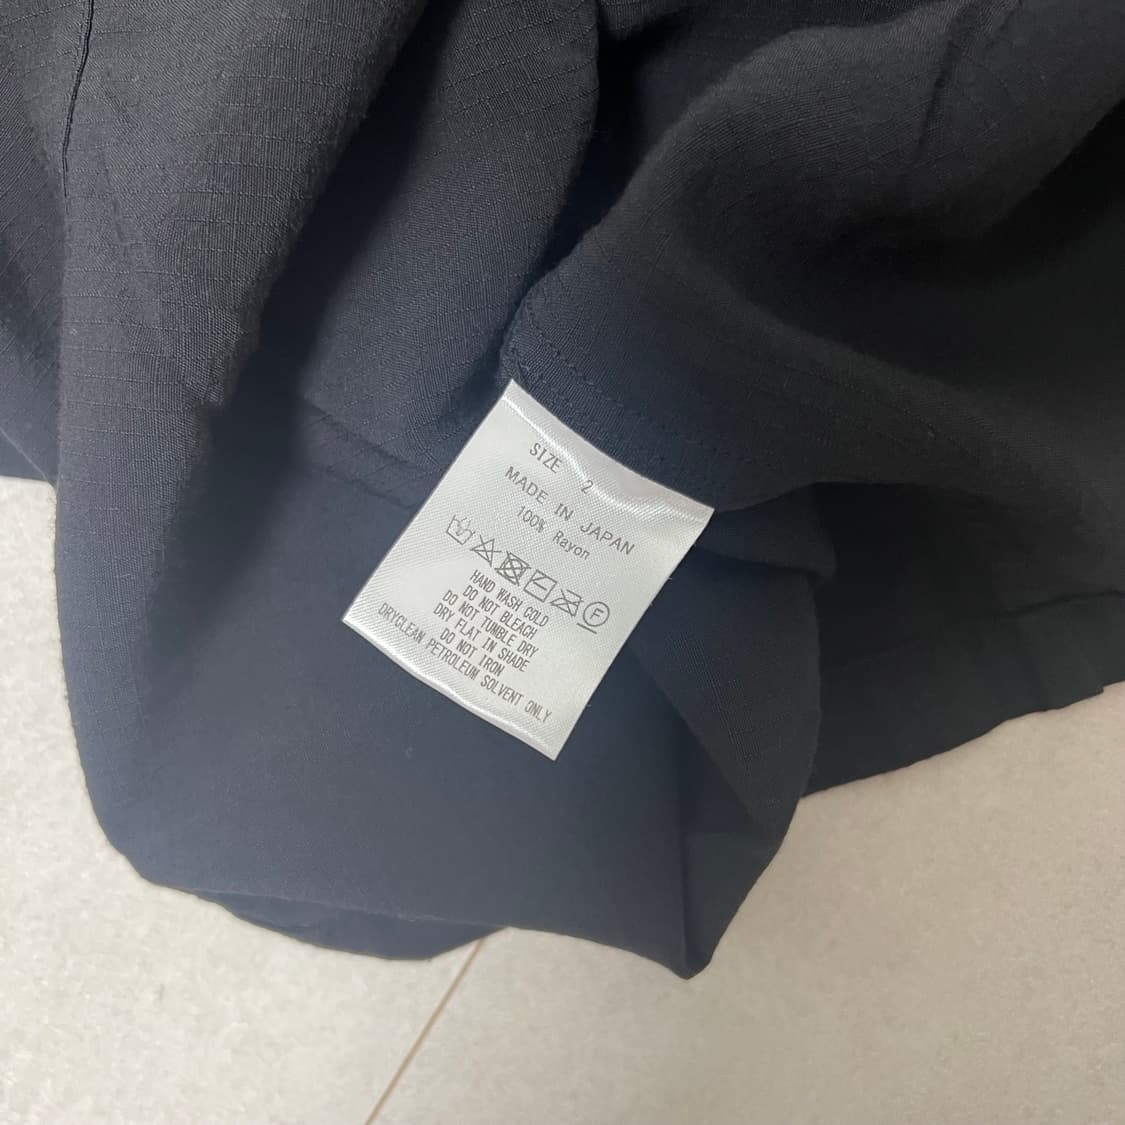 SIZE 2
MADE IN JAPAN
100% Rayon
F
HAND WASH COLD
DO NOT BLEACH
DO NOT TUMBLE DRY
DRY FLAT IN SHADE
DO NOT IRON
DRYCLEAN PETROLEUM SOLVENT ONLY